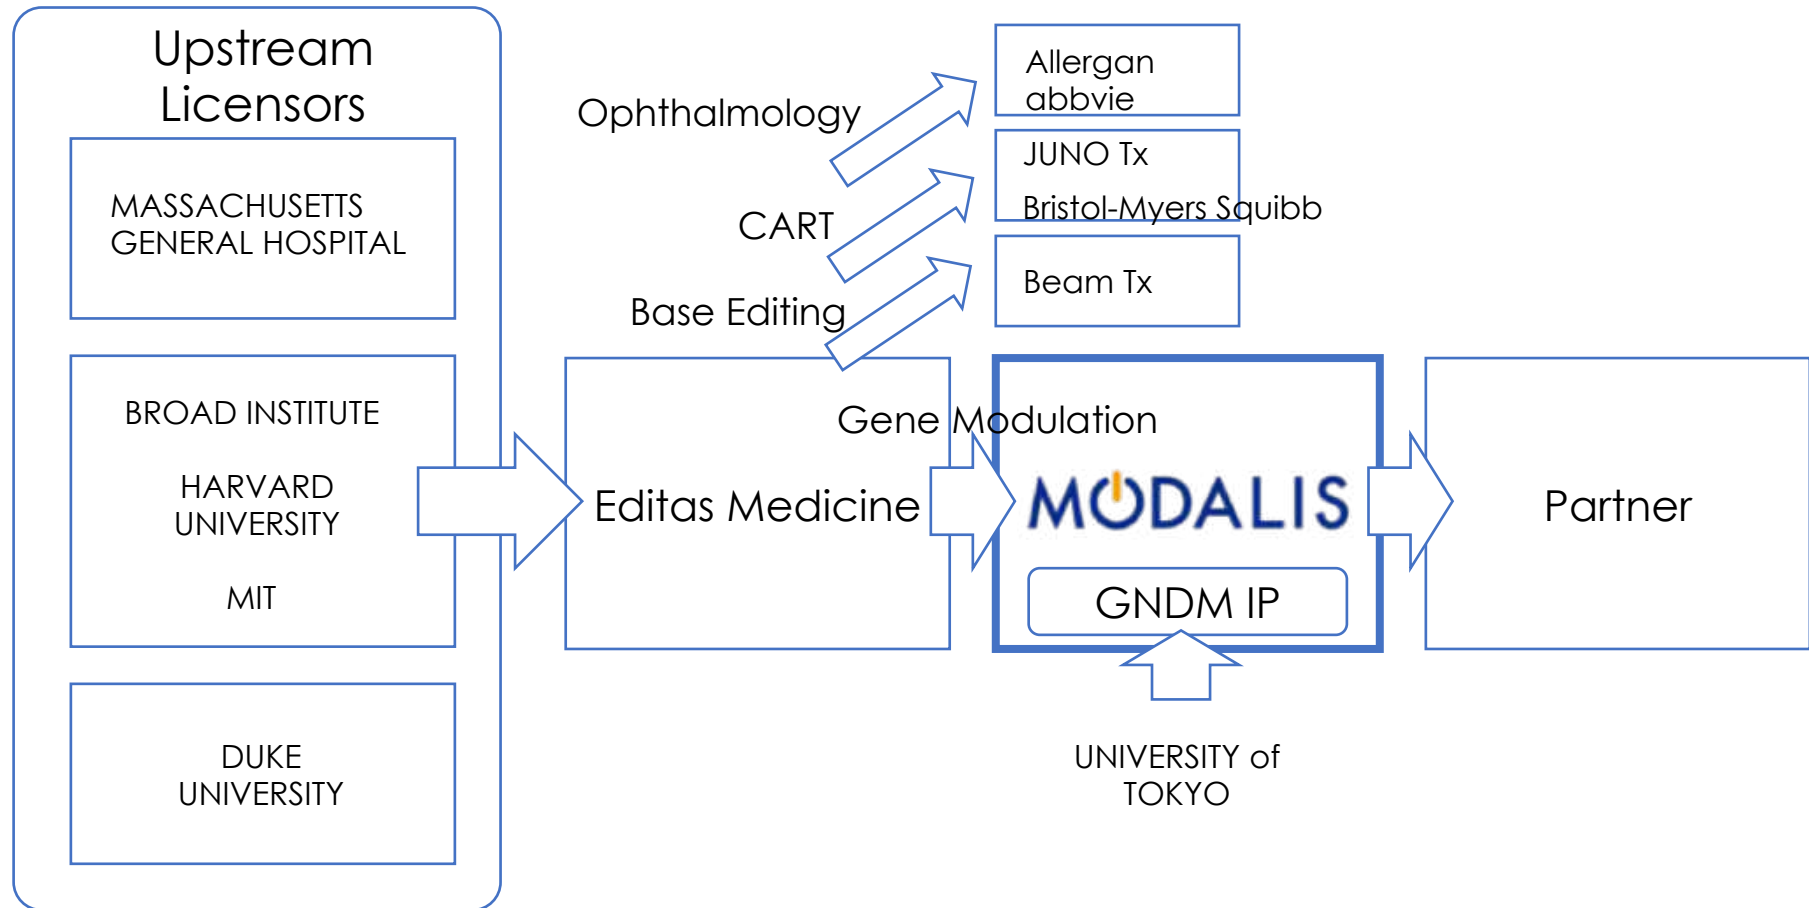 Upstream
Licensors
MASSACHUSETTS
GENERAL HOSPITAL
BROAD INSTITUTE
HARVARD
UNIVERSITY
MIT
DUKE
UNIVERSITY
Ophthalmology
Allergan
abbvie
CART
JUNO Tx
Bristol-Myers Squibb
Base Editing
Beam Tx
Editas Medicine
Gene Modulation
MODALIS
GNDM IP
UNIVERSITY of
TOKYO
Partner